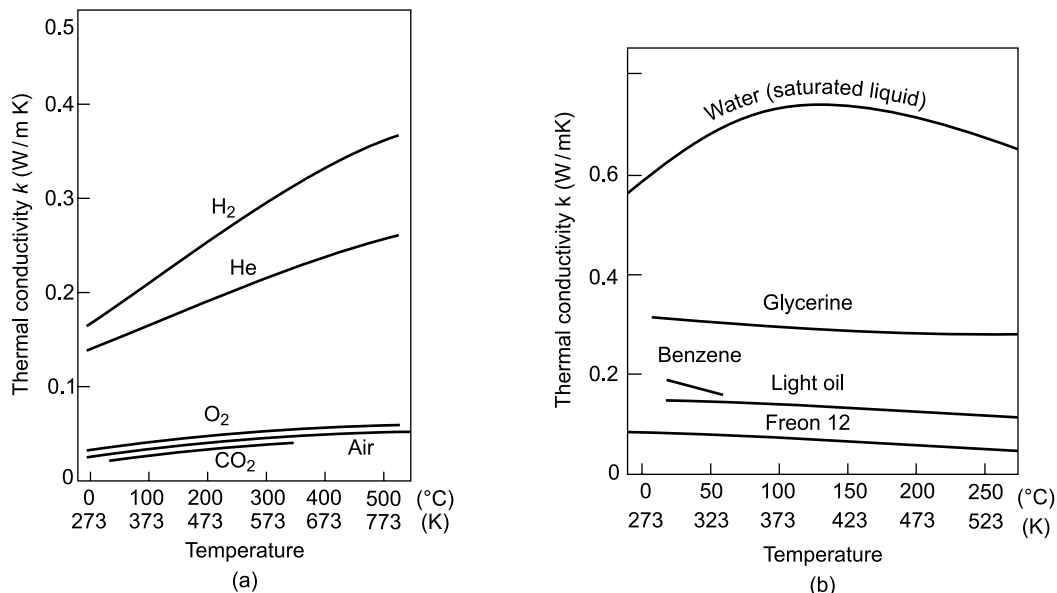 Thermal conductivity k (W/m K)
0.5
0.4
0.3
0.2
0.1
0
H2
He
O2
Air
CO2
0 100 200 300 400 500 (°C)
273 373 473 573 673 773 (K)
Temperature
(a)
Thermal conductivity k (W/mK)
0.6
0.4
0.2
0
Water (saturated liquid)
Glycerine
Benzene
Light oil
Freon 12
0 50 100 150 200 250 (°C)
273 323 373 423 473 523 (K)
Temperature
(b)